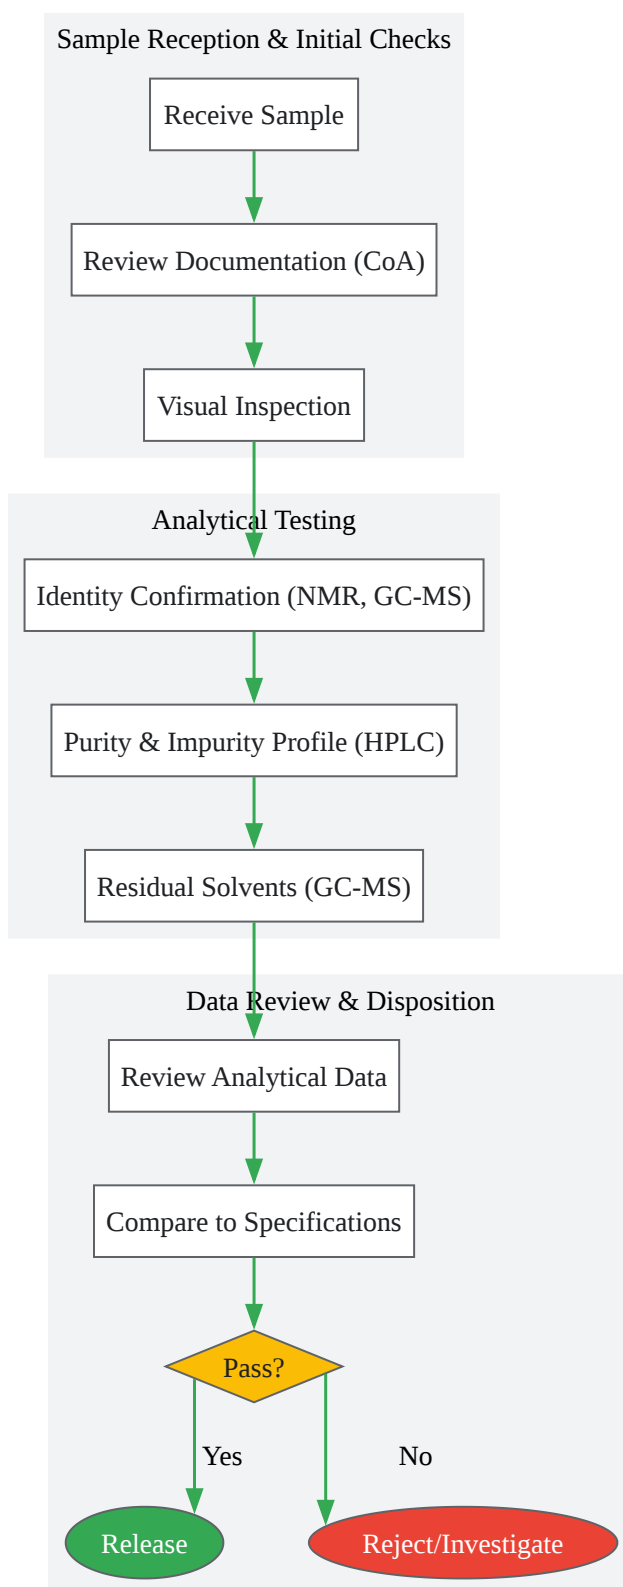 Sample Reception & Initial Checks
Receive Sample
Review Documentation (CoA)
Visual Inspection
Analytical Testing
Identity Confirmation (NMR, GC-MS)
Purity & Impurity Profile (HPLC)
Residual Solvents (GC-MS)
Data Review & Disposition
Review Analytical Data
Compare to Specifications
Pass?
Yes
No
Release
Reject/Investigate